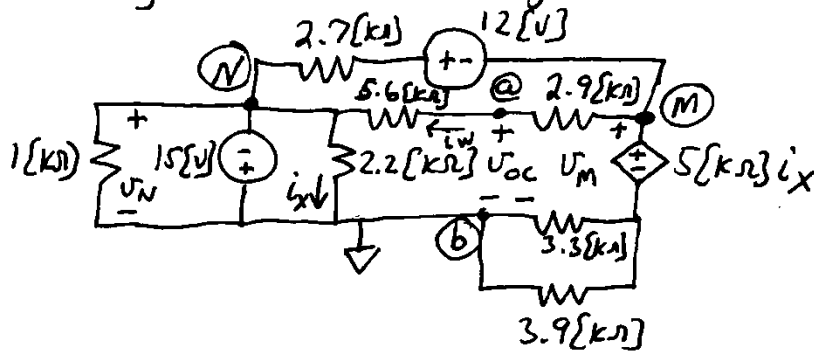 2.7[kΩ]
12[V]
N
+ -
5.6[kΩ]
@
2.9[kΩ]
M
+
+
+
i_w
1[kΩ]
v_N
-
15[V]
-
+
i_x
2.2[kΩ]
v_oc
v_M
+
-
5[kΩ] i_x
-
-
b
3.3[kΩ]
3.9[kΩ]